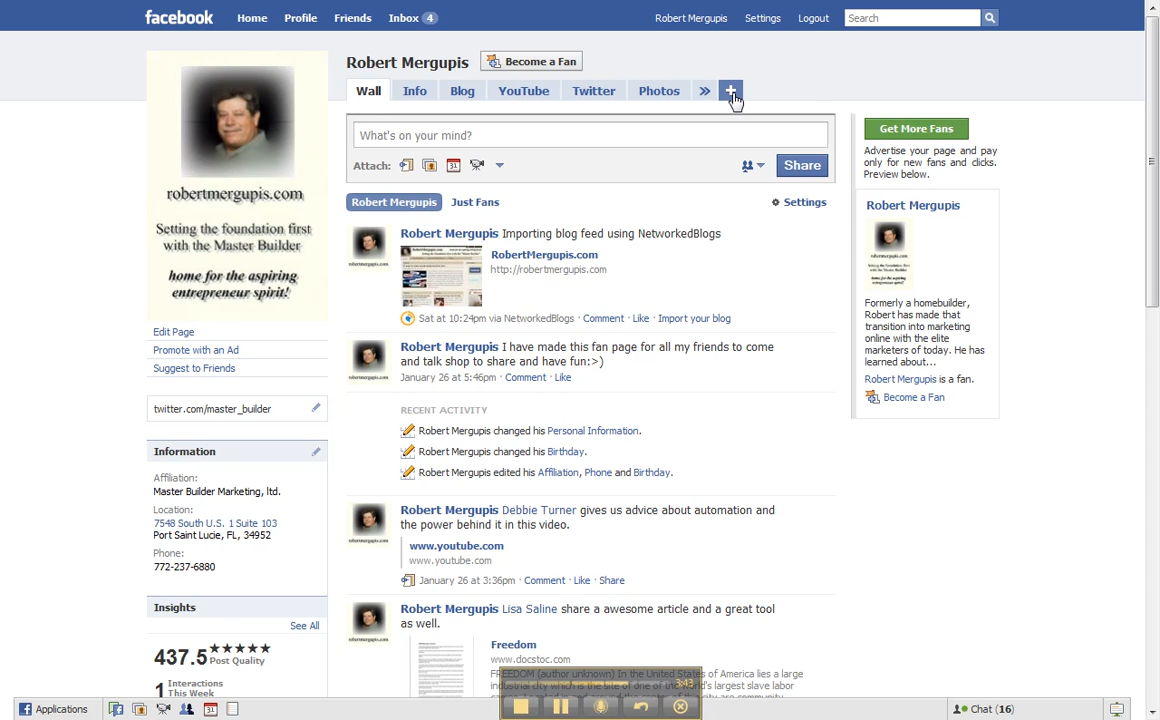 facebook Home Profile Friends Inbox 4 Robert Mergupis Settings Logout Search
Robert Mergupis Become a Fan
Wall Info Blog YouTube Twitter Photos » +
What's on your mind?
Attach: 31 Share
Robert Mergupis Just Fans Settings
robertmergupis.com
Setting the foundation first
with the Master Builder
home for the aspiring
entrepreneur spirit!
Edit Page
Promote with an Ad
Suggest to Friends
twitter.com/master_builder
Information
Affiliation:
Master Builder Marketing, ltd.
Location:
7548 South U.S. 1 Suite 103
Port Saint Lucie, FL, 34952
Phone:
772-237-6880
Insights
See All
437.5 Post Quality
1 Interactions
This Week
Robert Mergupis Importing blog feed using NetworkedBlogs
RobertMergupis.com
http://robertmergupis.com
Sat at 10:24pm via NetworkedBlogs · Comment · Like · Import your blog
Robert Mergupis I have made this fan page for all my friends to come
and talk shop to share and have fun:>)
January 26 at 5:46pm · Comment · Like
RECENT ACTIVITY
Robert Mergupis changed his Personal Information.
Robert Mergupis changed his Birthday.
Robert Mergupis edited his Affiliation, Phone and Birthday.
Robert Mergupis Debbie Turner gives us advice about automation and
the power behind it in this video.
www.youtube.com
www.youtube.com
January 26 at 3:36pm · Comment · Like · Share
Robert Mergupis Lisa Saline share a awesome article and a great tool
as well.
Freedom
www.docstoc.com
FREEDOM (author unknown) In the United States of America lies a large
industrial city which is the site of one of the world's largest slave labor
3:43
Get More Fans
Advertise your page and pay
only for new fans and clicks.
Preview below.
Robert Mergupis
Formerly a homebuilder,
Robert has made that
transition into marketing
online with the elite
marketers of today. He has
learned about...
Robert Mergupis is a fan.
Become a Fan
Applications 31 Chat (16)